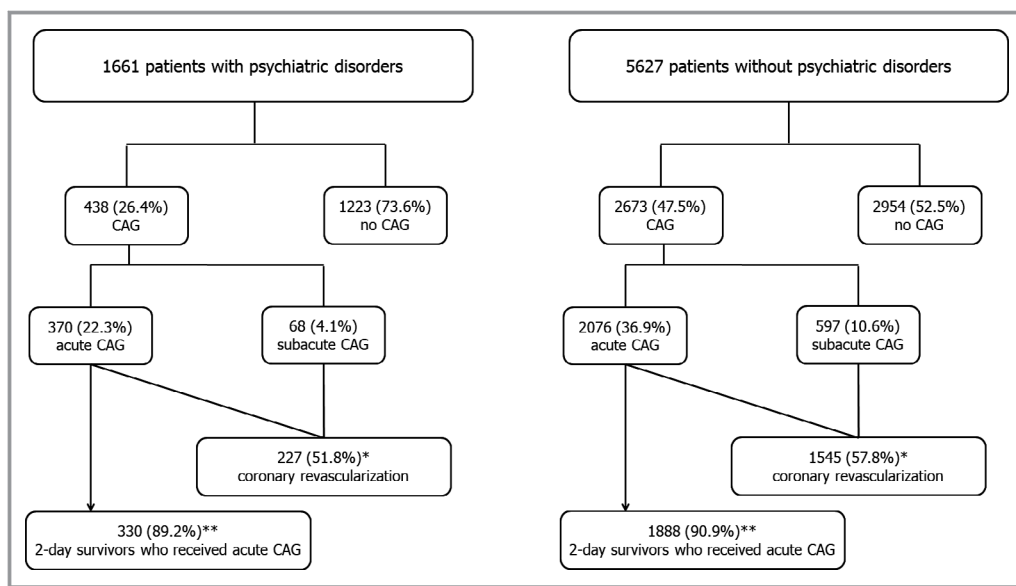 1661 patients with psychiatric disorders
438 (26.4%)
CAG
1223 (73.6%)
no CAG
370 (22.3%)
acute CAG
68 (4.1%)
subacute CAG
227 (51.8%)*
coronary revascularization
330 (89.2%)**
2-day survivors who received acute CAG
5627 patients without psychiatric disorders
2673 (47.5%)
CAG
2954 (52.5%)
no CAG
2076 (36.9%)
acute CAG
597 (10.6%)
subacute CAG
1545 (57.8%)*
coronary revascularization
1888 (90.9%)**
2-day survivors who received acute CAG